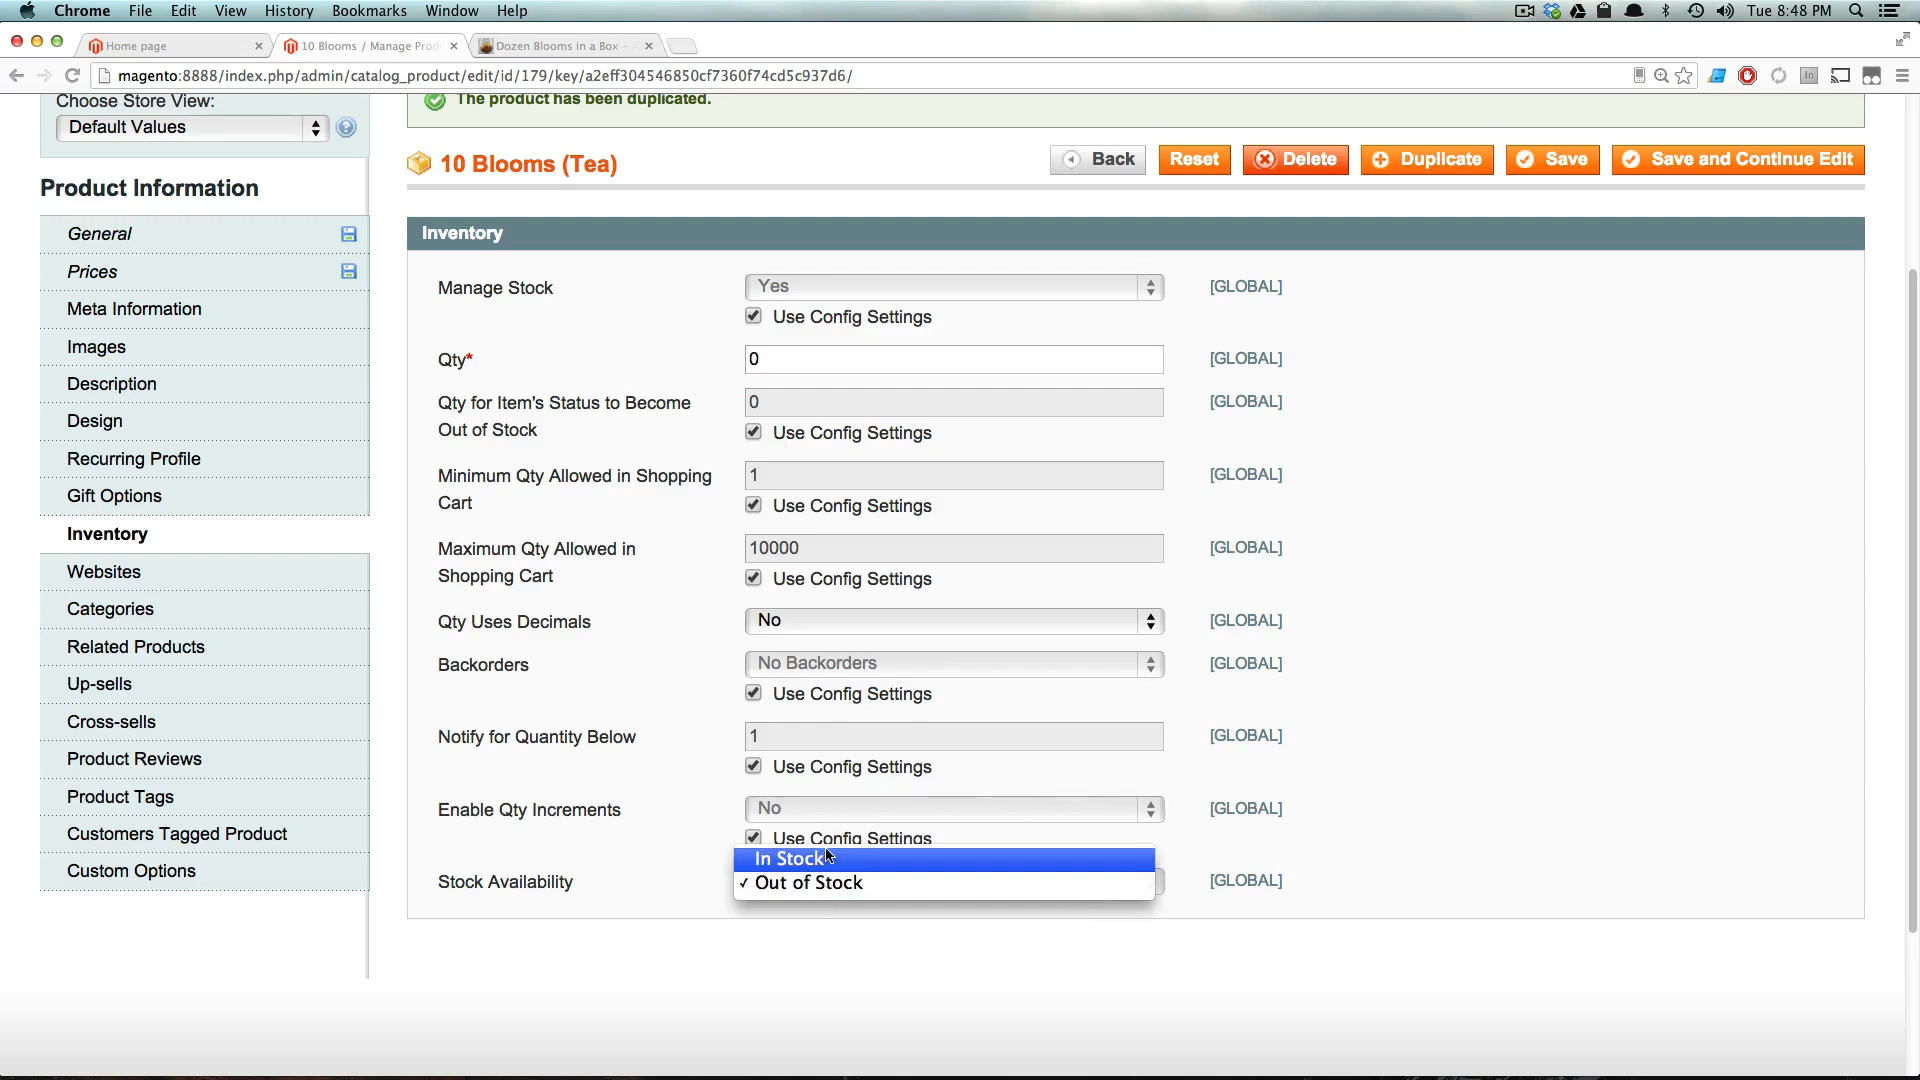 Chrome File Edit View History Bookmarks Window Help Tue 8:48 PM
Home page 10 Blooms / Manage Prod Dozen Blooms in a Box -
magento:8888/index.php/admin/catalog_product/edit/id/179/key/a2eff304546850cf7360f74cd5c937d6/
Choose Store View:
Default Values
The product has been duplicated.
10 Blooms (Tea)
Back Reset Delete Duplicate Save Save and Continue Edit
Product Information
General
Prices
Meta Information
Images
Description
Design
Recurring Profile
Gift Options
Inventory
Websites
Categories
Related Products
Up-sells
Cross-sells
Product Reviews
Product Tags
Customers Tagged Product
Custom Options
Inventory
Manage Stock Yes [GLOBAL]
Use Config Settings
Qty* 0 [GLOBAL]
Qty for Item's Status to Become 0 [GLOBAL]
Out of Stock Use Config Settings
Minimum Qty Allowed in Shopping 1 [GLOBAL]
Cart Use Config Settings
Maximum Qty Allowed in 10000 [GLOBAL]
Shopping Cart Use Config Settings
Qty Uses Decimals No [GLOBAL]
Backorders No Backorders [GLOBAL]
Use Config Settings
Notify for Quantity Below 1 [GLOBAL]
Use Config Settings
Enable Qty Increments No [GLOBAL]
Use Config Settings
In Stock
Stock Availability Out of Stock [GLOBAL]